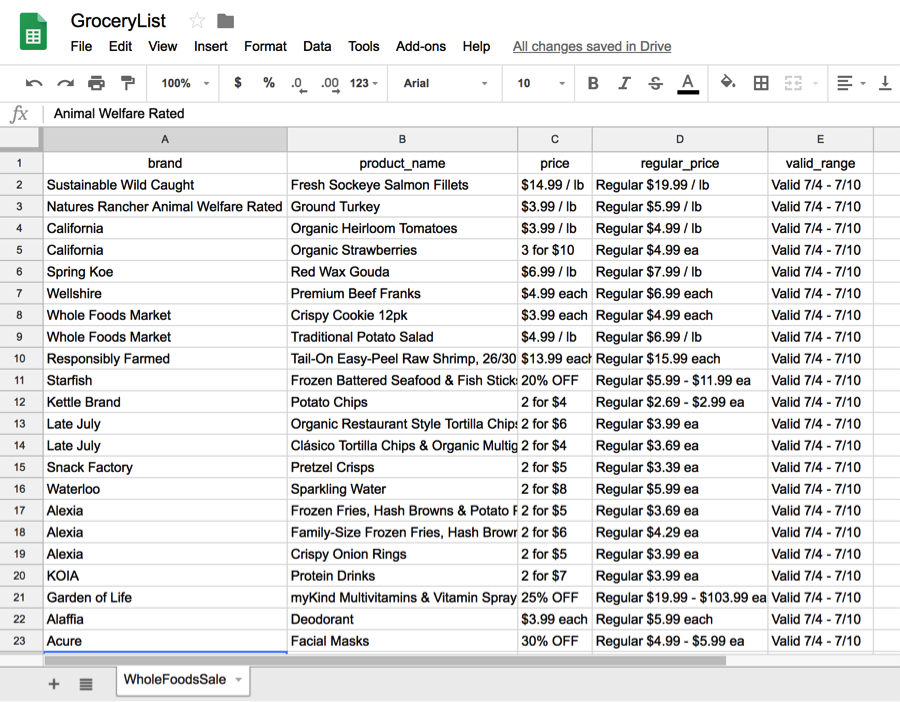 GroceryList
File Edit View Insert Format Data Tools Add-ons Help All changes saved in Drive
100% $ % .0 .00 123 Arial 10 B I S A
fx Animal Welfare Rated
A B C D E
1 brand product_name price regular_price valid_range
2 Sustainable Wild Caught Fresh Sockeye Salmon Fillets $14.99 / lb Regular $19.99 / lb Valid 7/4 - 7/10
3 Natures Rancher Animal Welfare Rated Ground Turkey $3.99 / lb Regular $5.99 / lb Valid 7/4 - 7/10
4 California Organic Heirloom Tomatoes $3.99 / lb Regular $4.99 / lb Valid 7/4 - 7/10
5 California Organic Strawberries 3 for $10 Regular $4.99 ea Valid 7/4 - 7/10
6 Spring Koe Red Wax Gouda $6.99 / lb Regular $7.99 / lb Valid 7/4 - 7/10
7 Wellshire Premium Beef Franks $4.99 each Regular $6.99 each Valid 7/4 - 7/10
8 Whole Foods Market Crispy Cookie 12pk $3.99 each Regular $4.99 each Valid 7/4 - 7/10
9 Whole Foods Market Traditional Potato Salad $4.99 / lb Regular $6.99 / lb Valid 7/4 - 7/10
10 Responsibly Farmed Tail-On Easy-Peel Raw Shrimp, 26/30 $13.99 each Regular $15.99 each Valid 7/4 - 7/10
11 Starfish Frozen Battered Seafood & Fish Sticks 20% OFF Regular $5.99 - $11.99 ea Valid 7/4 - 7/10
12 Kettle Brand Potato Chips 2 for $4 Regular $2.69 - $2.99 ea Valid 7/4 - 7/10
13 Late July Organic Restaurant Style Tortilla Chips 2 for $6 Regular $3.99 ea Valid 7/4 - 7/10
14 Late July Clásico Tortilla Chips & Organic Multig 2 for $4 Regular $3.69 ea Valid 7/4 - 7/10
15 Snack Factory Pretzel Crisps 2 for $5 Regular $3.39 ea Valid 7/4 - 7/10
16 Waterloo Sparkling Water 2 for $8 Regular $5.99 ea Valid 7/4 - 7/10
17 Alexia Frozen Fries, Hash Browns & Potato 2 for $5 Regular $3.69 ea Valid 7/4 - 7/10
18 Alexia Family-Size Frozen Fries, Hash Brown 2 for $6 Regular $4.29 ea Valid 7/4 - 7/10
19 Alexia Crispy Onion Rings 2 for $5 Regular $3.99 ea Valid 7/4 - 7/10
20 KOIA Protein Drinks 2 for $7 Regular $3.99 ea Valid 7/4 - 7/10
21 Garden of Life myKind Multivitamins & Vitamin Spray 25% OFF Regular $19.99 - $103.99 ea Valid 7/4 - 7/10
22 Alaffia Deodorant $3.99 each Regular $5.99 each Valid 7/4 - 7/10
23 Acure Facial Masks 30% OFF Regular $4.99 - $5.99 ea Valid 7/4 - 7/10
WholeFoodsSale